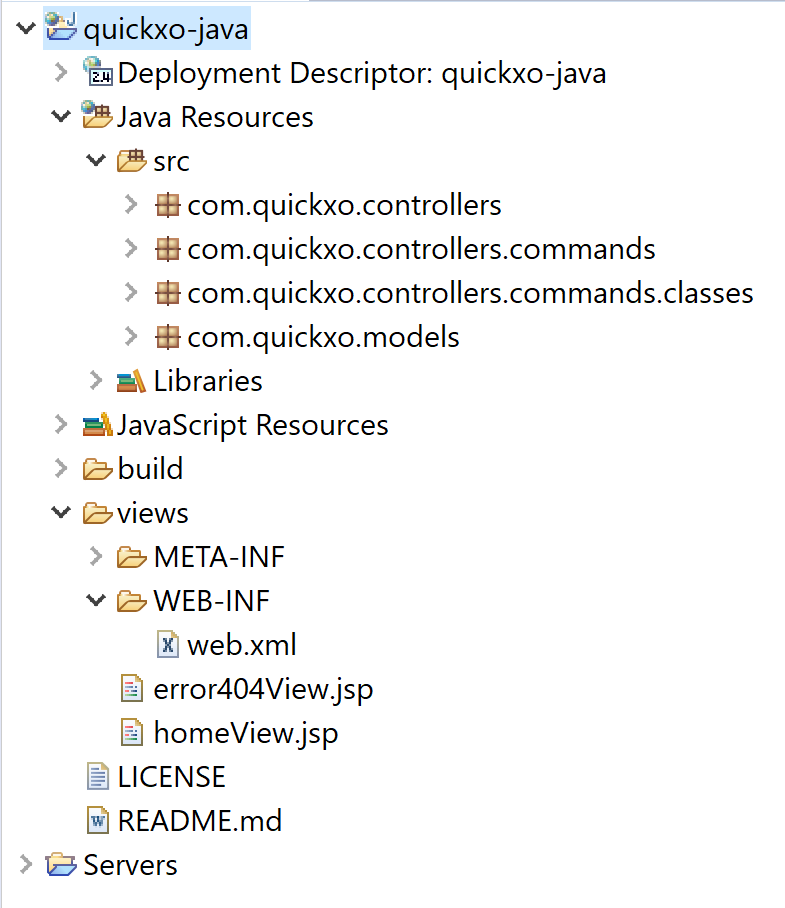 quickxo-java
2.4 Deployment Descriptor: quickxo-java
Java Resources
src
com.quickxo.controllers
com.quickxo.controllers.commands
com.quickxo.controllers.commands.classes
com.quickxo.models
Libraries
JavaScript Resources
build
views
META-INF
WEB-INF
X web.xml
error404View.jsp
homeView.jsp
LICENSE
W README.md
Servers